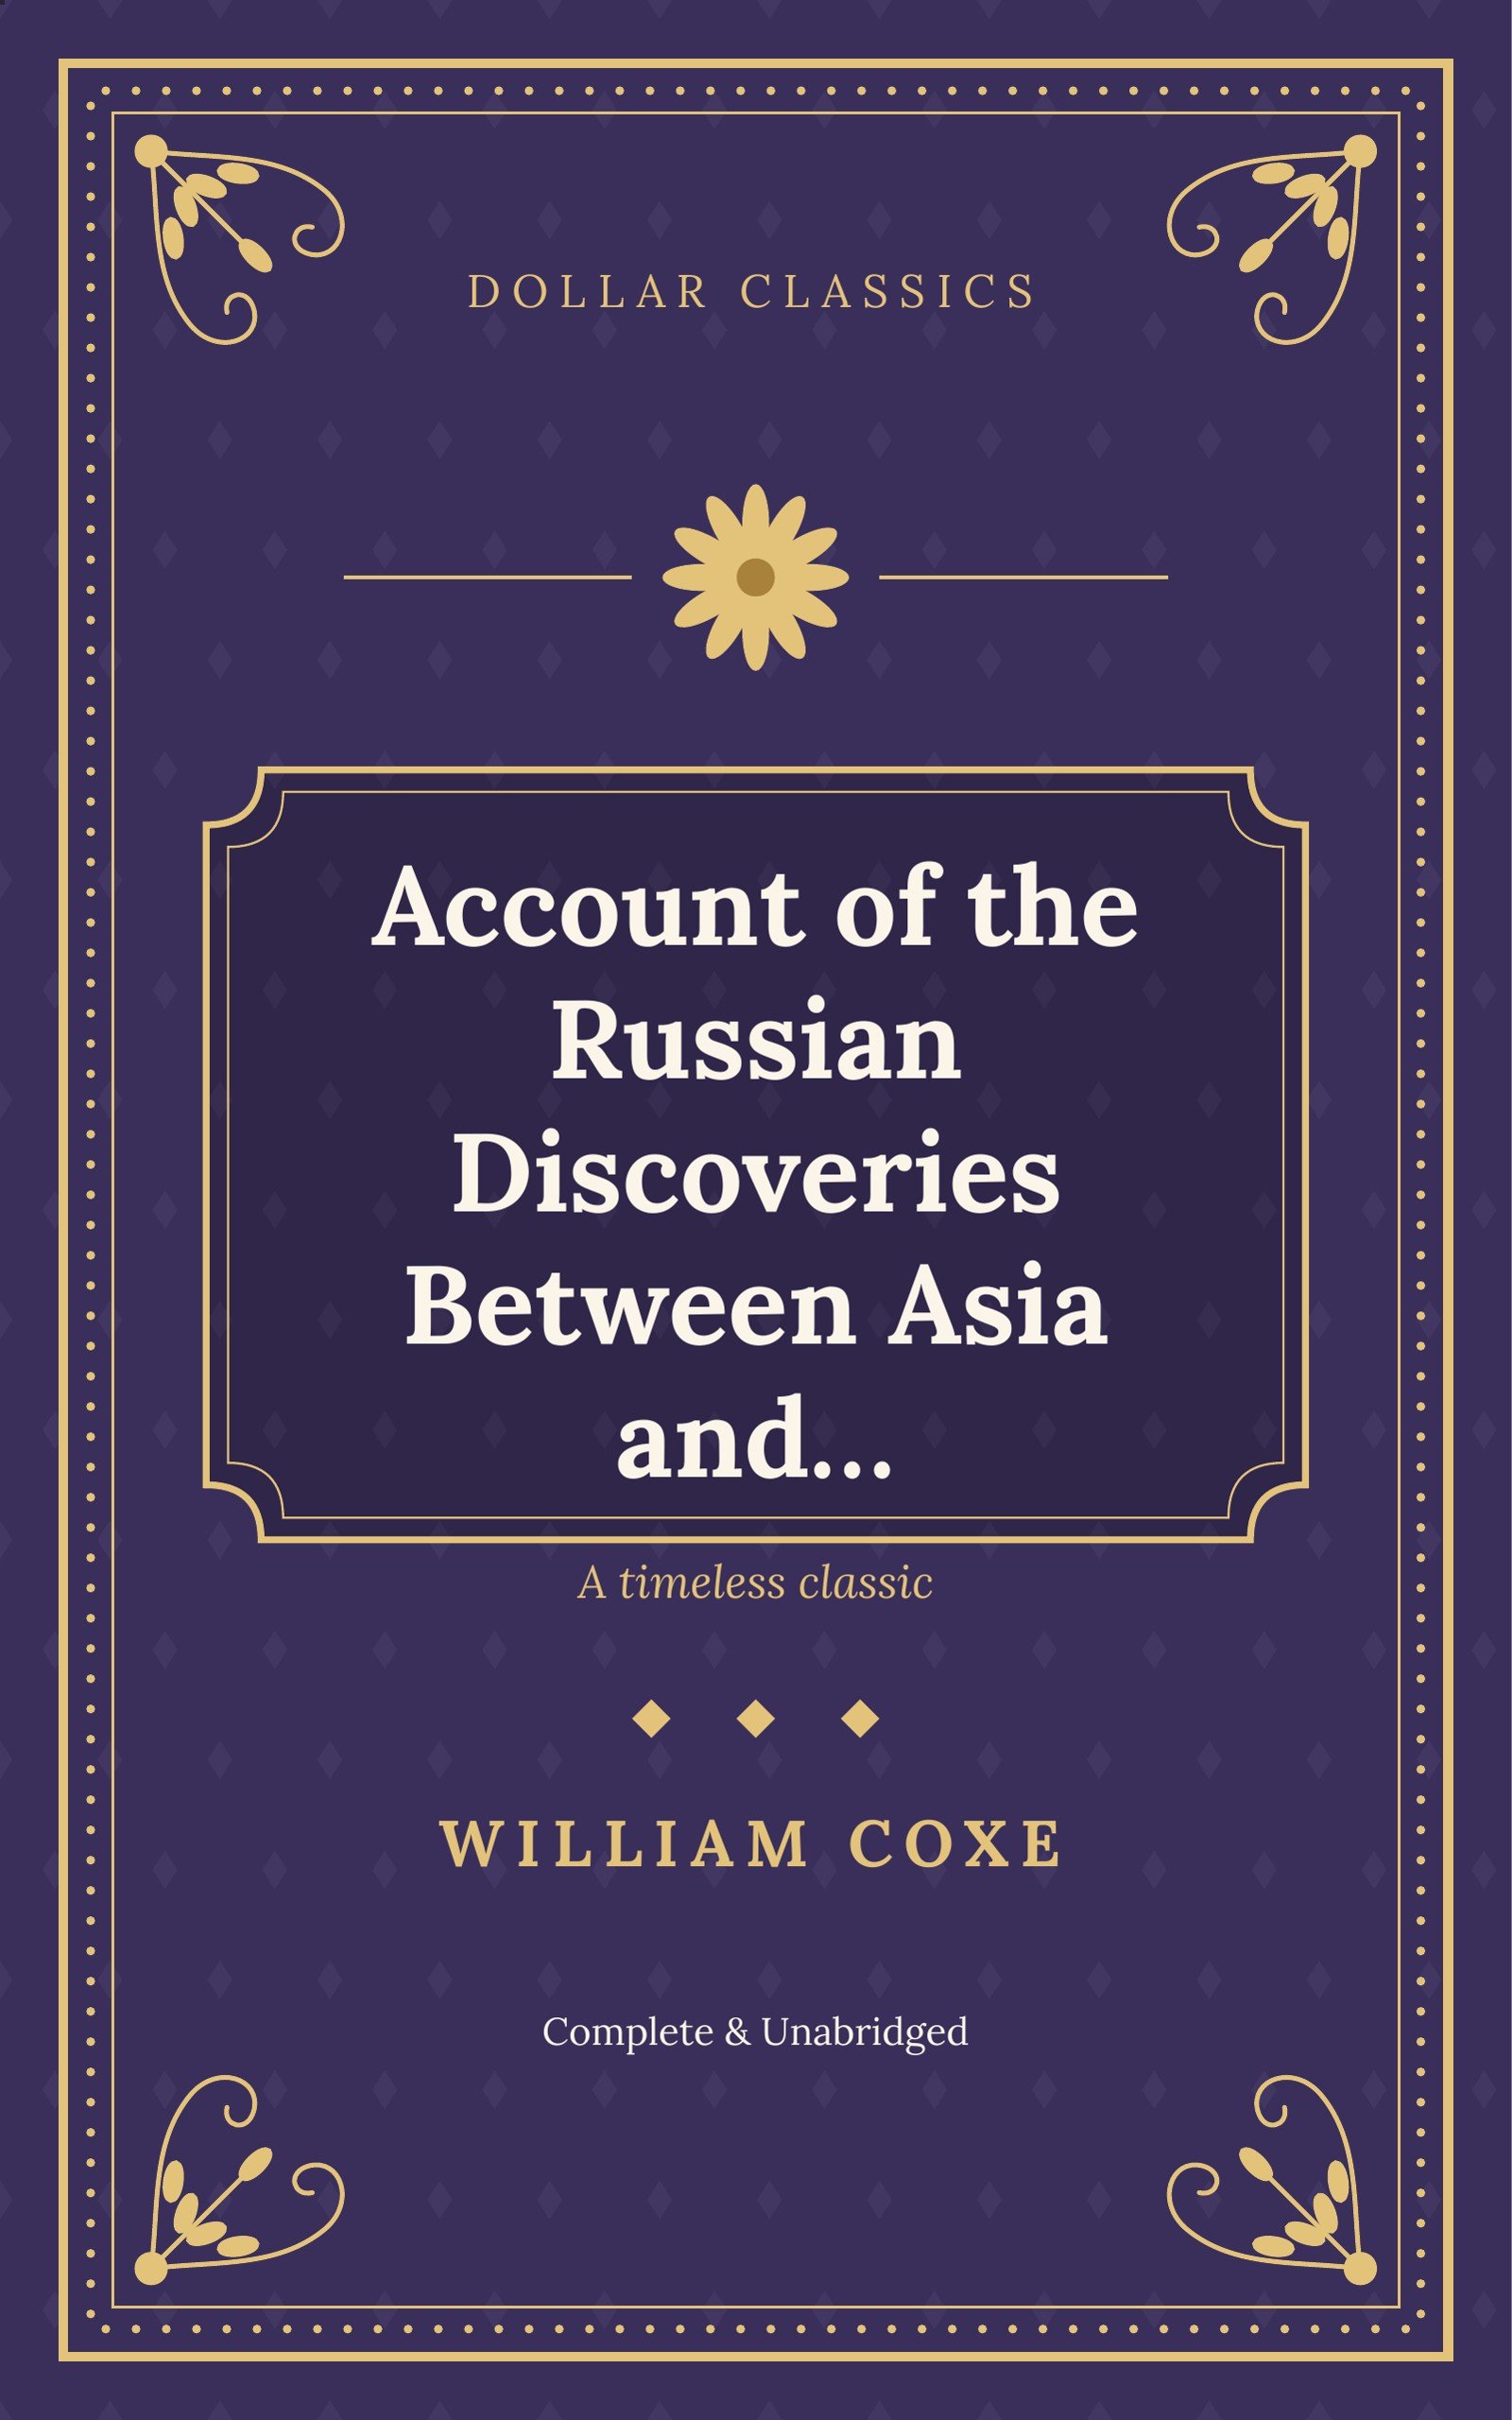 DOLLAR CLASSICS
Account of the
Russian
Discoveries
Between Asia
and...
A timeless classic
WILLIAM COXE
Complete & Unabridged